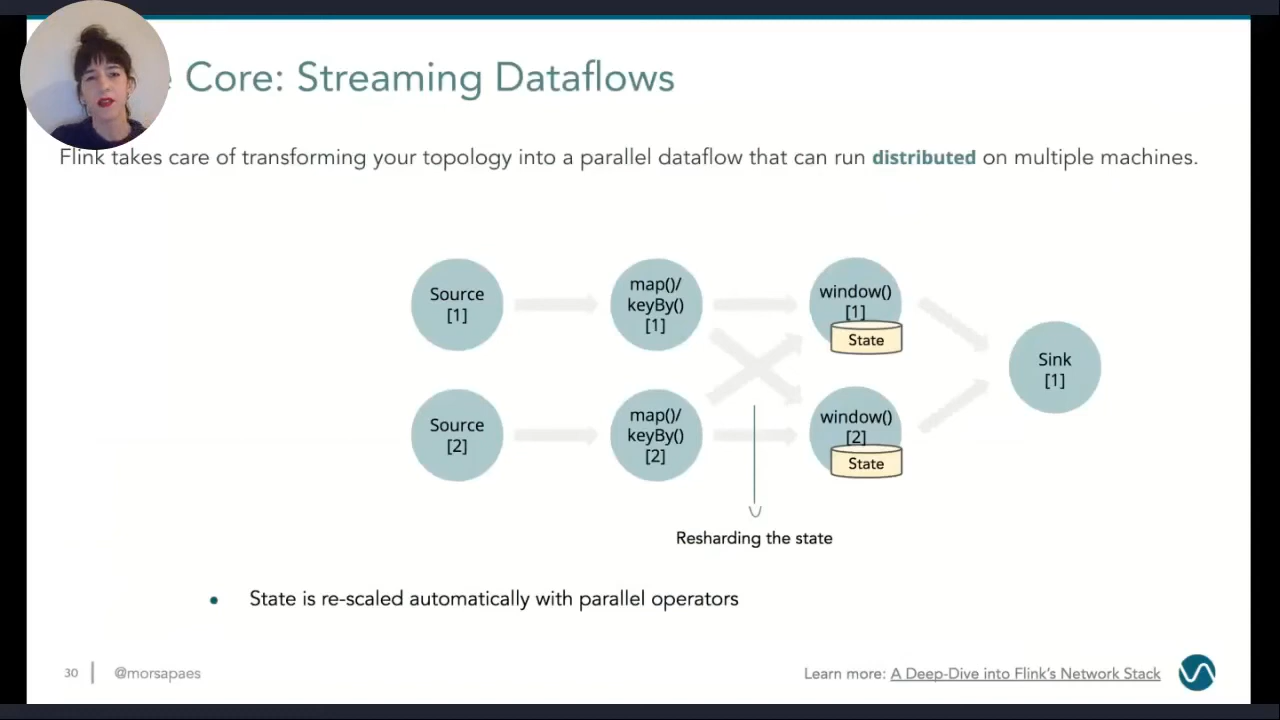 Core: Streaming Dataflows
Flink takes care of transforming your topology into a parallel dataflow that can run distributed on multiple machines.
Source
[1]
map()/
keyBy()
[1]
window()
[1]
State
Sink
[1]
Source
[2]
map()/
keyBy()
[2]
window()
[2]
State
Resharding the state
• State is re-scaled automatically with parallel operators
30 | @morsapaes
Learn more: A Deep-Dive into Flink's Network Stack